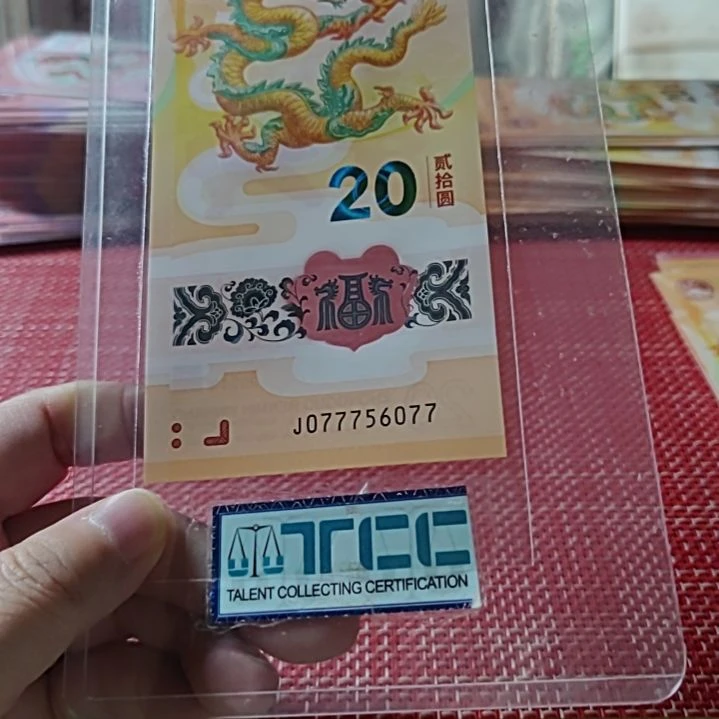 20
贰拾圆
福
J077756077
TCC
TALENT COLLECTING CERTIFICATION